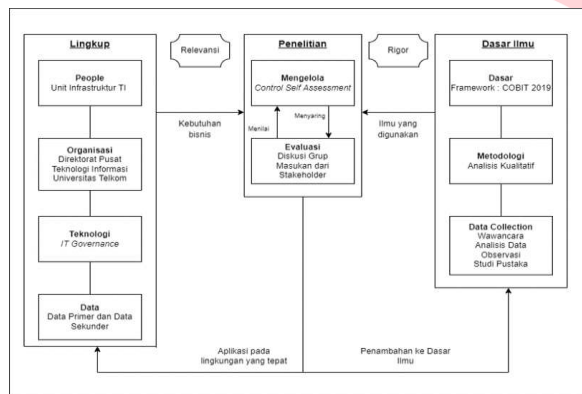 Lingkup
People
Unit Infrastruktur TI
Organisasi
Direktorat Pusat
Teknologi Informasi
Universitas Telkom
Teknologi
IT Governance
Data
Data Primer dan Data
Sekunder
Relevansi
Kebutuhan
bisnis
Penelitian
Mengelola
Control Self Assessment
Menilai
Menyaring
Evaluasi
Diskusi Grup
Masukan dari
Stakeholder
Rigor
Ilmu yang
digunakan
Dasar Ilmu
Dasar
Framework : COBIT 2019
Metodologi
Analisis Kualitatif
Data Collection
Wawancara
Analisis Data
Observasi
Studi Pustaka
Aplikasi pada
lingkungan yang tepat
Penambahan ke Dasar
Ilmu